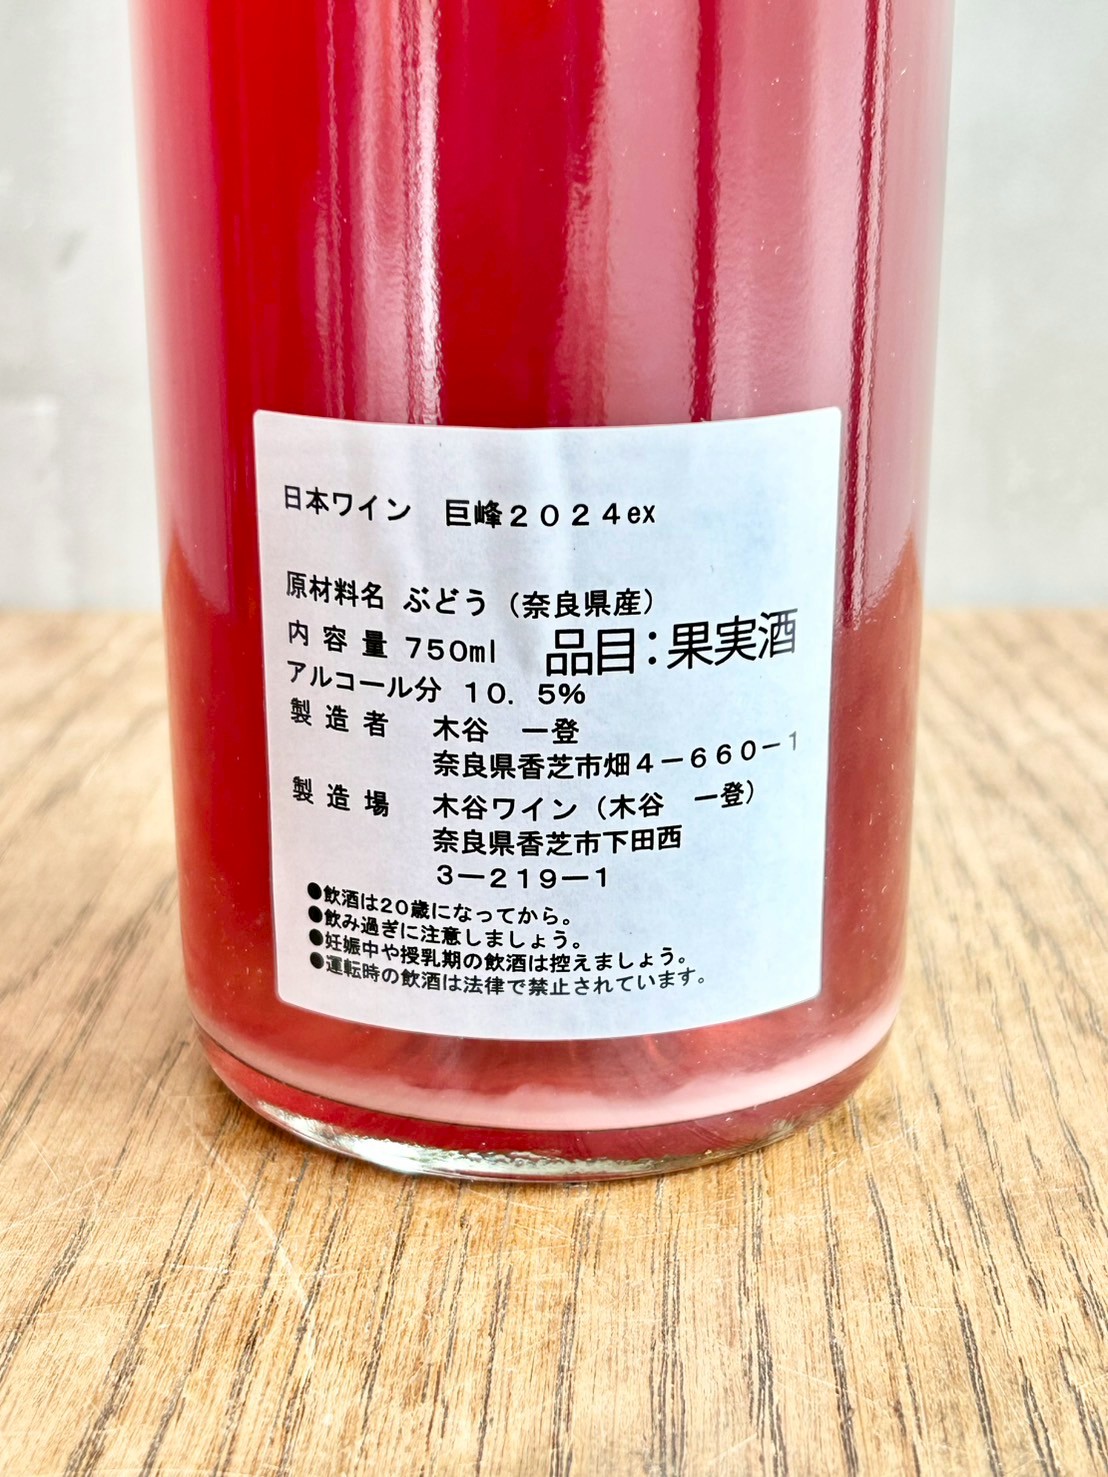 日本ワイン　巨峰２０２４ex
原材料名 ぶどう（奈良県産）
内 容 量 750ml 品目：果実酒
アルコール分 10．5%
製 造 者 木谷　一登
奈良県香芝市畑４－６６０－１
製 造 場 木谷ワイン（木谷　一登）
奈良県香芝市下田西
３－２１９－１
●飲酒は20歳になってから。
●飲み過ぎに注意しましょう。
●妊娠中や授乳期の飲酒は控えましょう。
●運転時の飲酒は法律で禁止されています。